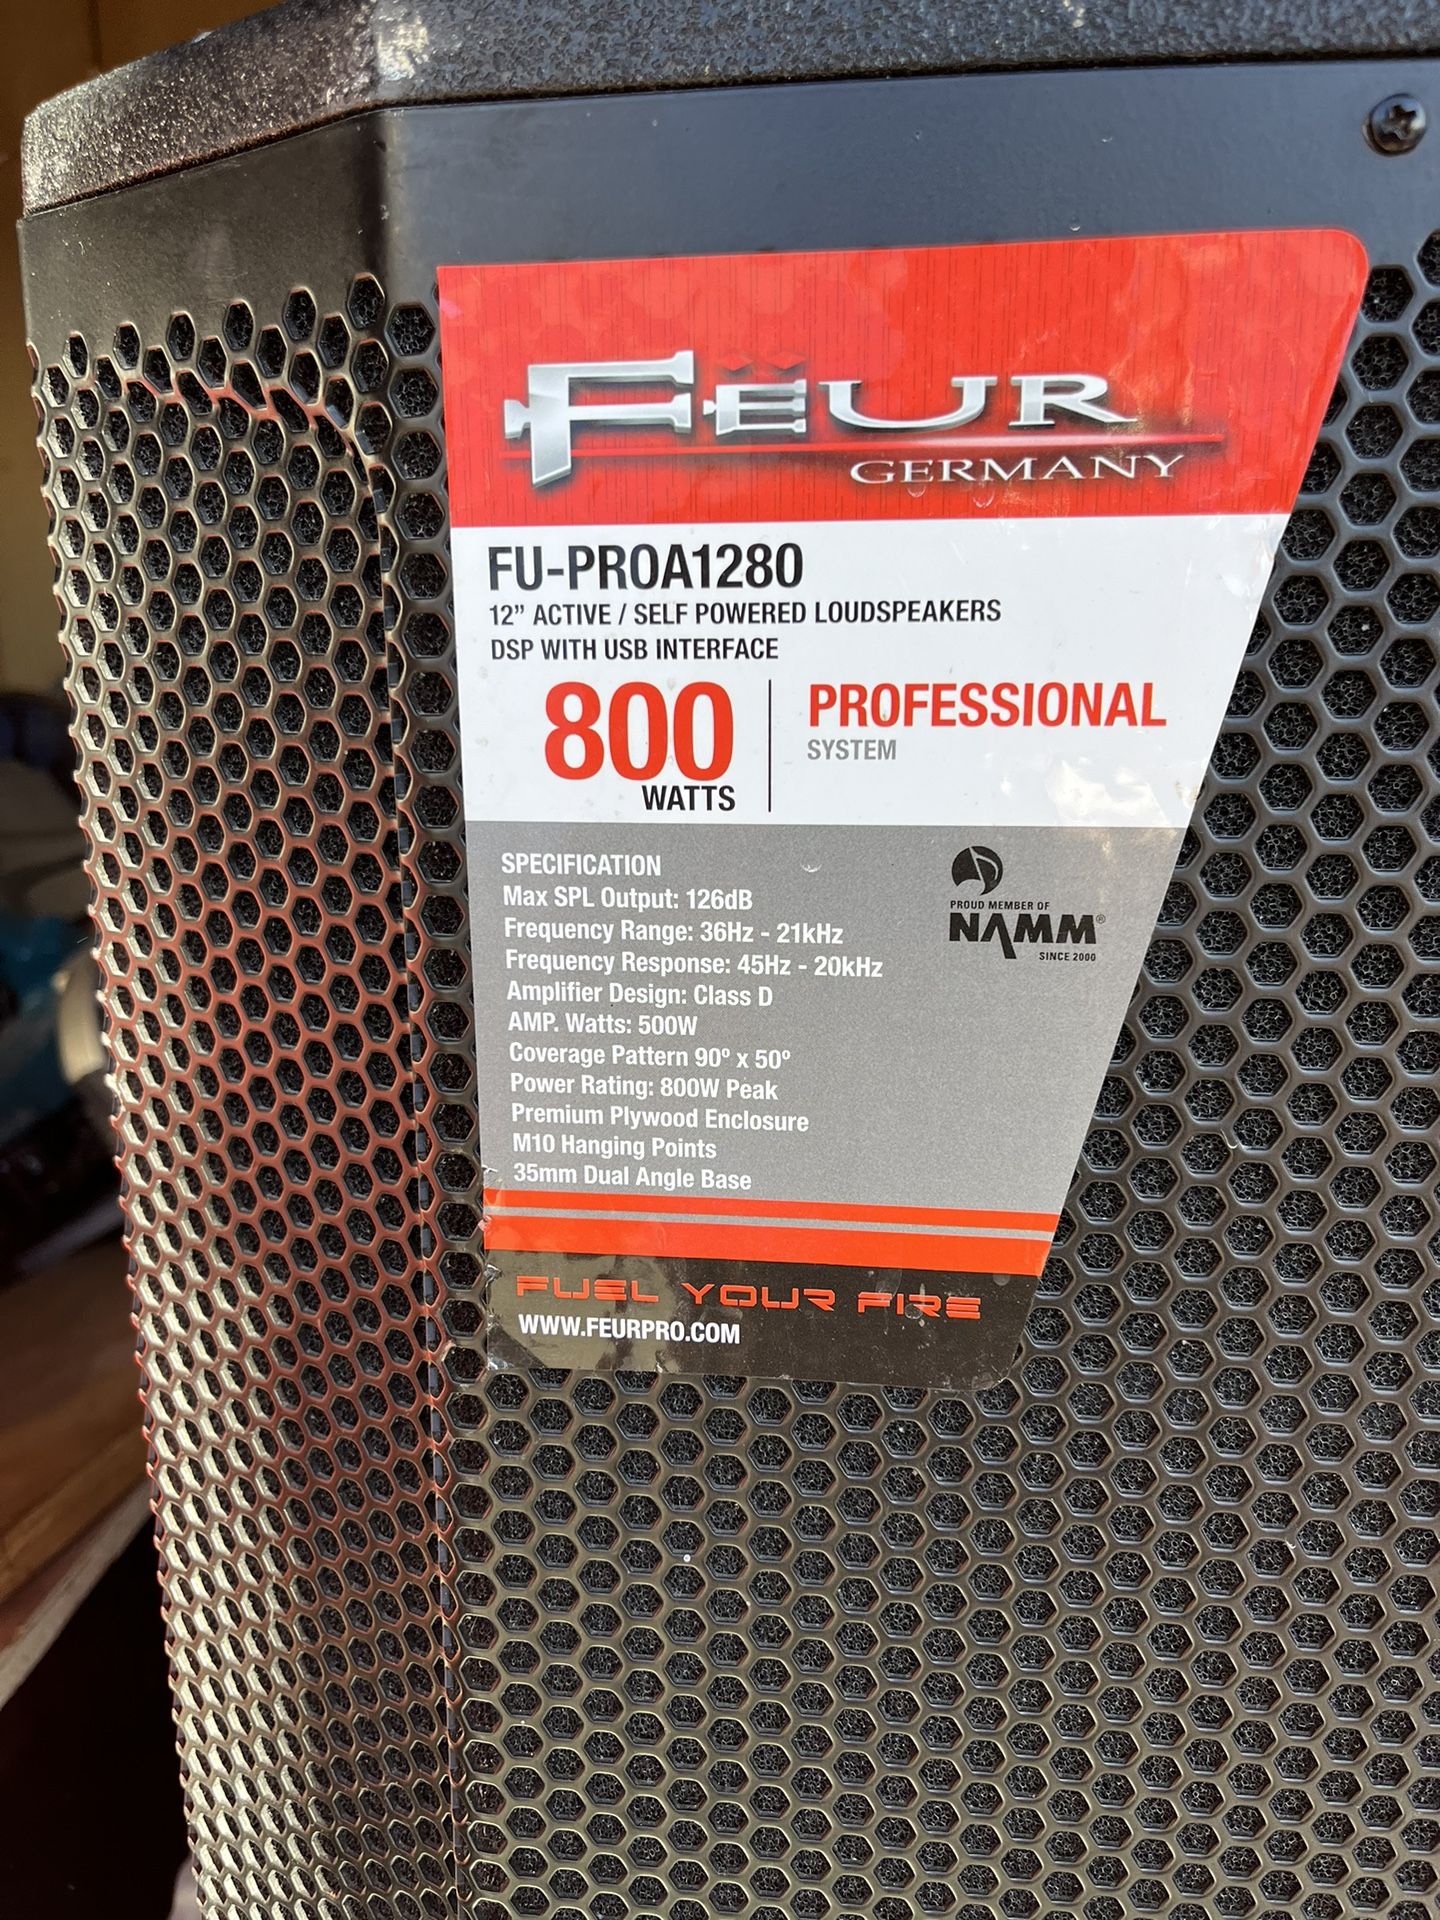 FËUR
GERMANY
FU-PROA1280
12” ACTIVE / SELF POWERED LOUDSPEAKERS
DSP WITH USB INTERFACE
800
WATTS
PROFESSIONAL
SYSTEM
SPECIFICATION
Max SPL Output: 126dB
Frequency Range: 36Hz - 21kHz
Frequency Response: 45Hz - 20kHz
Amplifier Design: Class D
AMP. Watts: 500W
Coverage Pattern 90º x 50º
Power Rating: 800W Peak
Premium Plywood Enclosure
M10 Hanging Points
35mm Dual Angle Base
PROUD MEMBER OF
NAMM®
SINCE 2000
FUEL YOUR FIRE
WWW.FEURPRO.COM